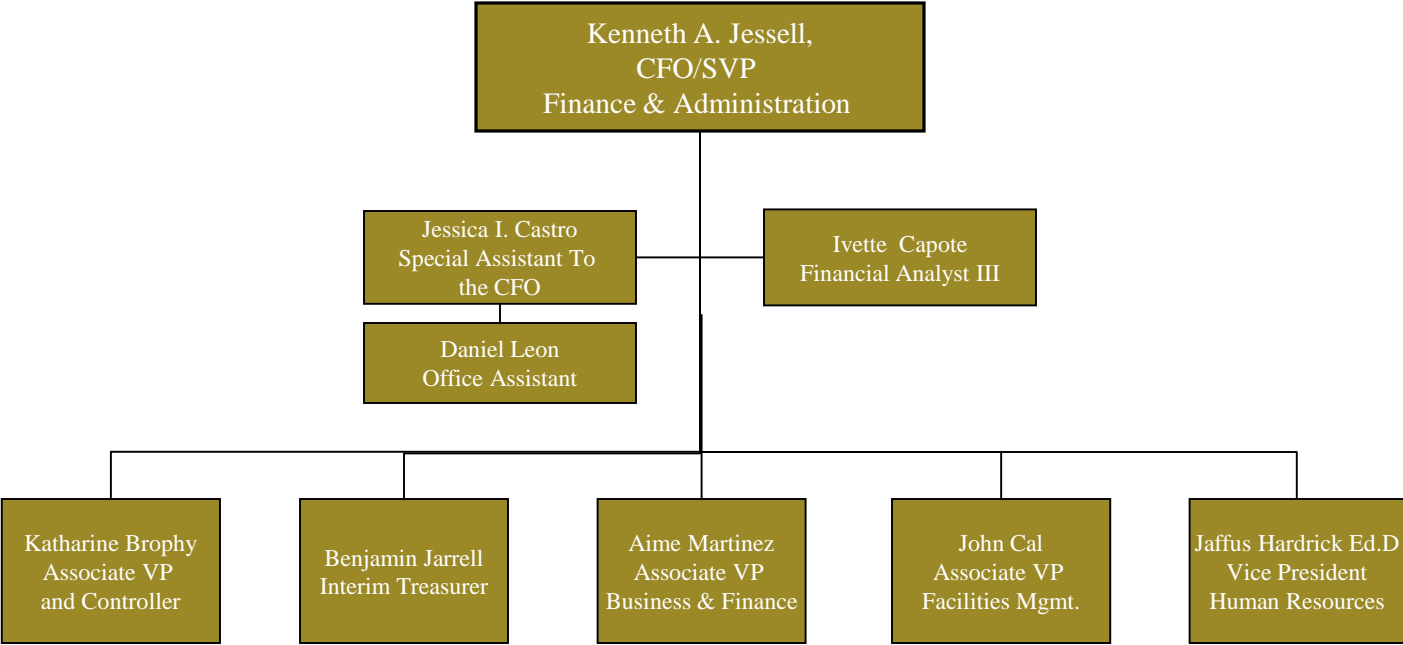 Kenneth A. Jessell,
CFO/SVP
Finance & Administration
Jessica I. Castro
Special Assistant To
the CFO
Ivette Capote
Financial Analyst III
Daniel Leon
Office Assistant
Katharine Brophy
Associate VP
and Controller
Benjamin Jarrell
Interim Treasurer
Aime Martinez
Associate VP
Business & Finance
John Cal
Associate VP
Facilities Mgmt.
Jaffus Hardrick Ed.D
Vice President
Human Resources